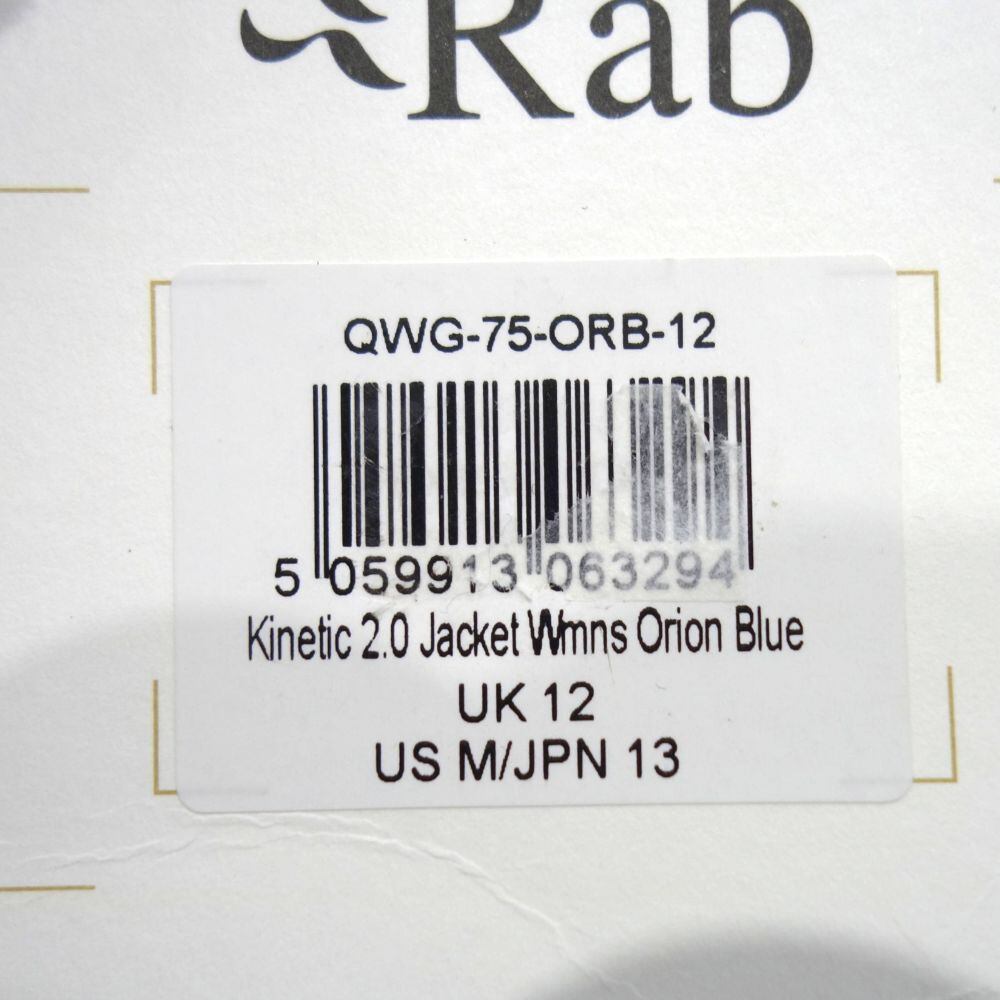 Rab
QWG-75-ORB-12
5 059913 063294
Kinetic 2.0 Jacket Wmns Orion Blue
UK 12
US M/JPN 13